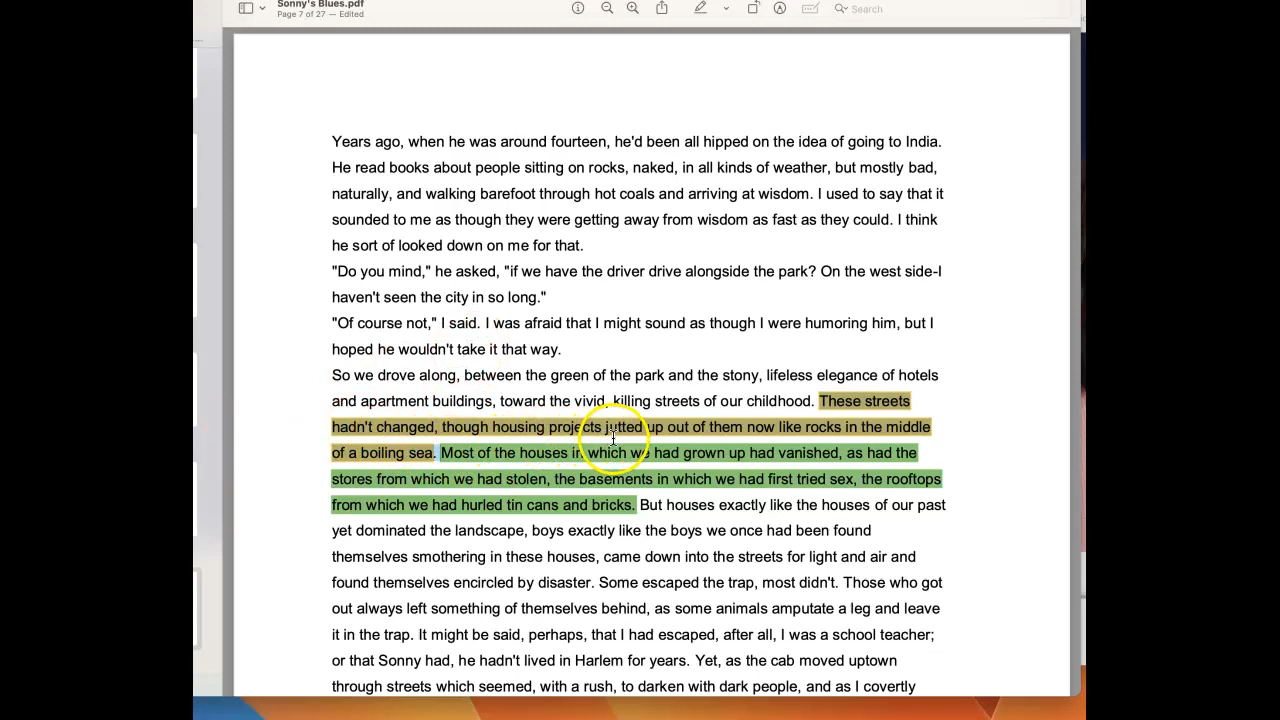 Sonny's Blues.pdf
Page 7 of 27 — Edited
Search
Years ago, when he was around fourteen, he'd been all hipped on the idea of going to India.
He read books about people sitting on rocks, naked, in all kinds of weather, but mostly bad,
naturally, and walking barefoot through hot coals and arriving at wisdom. I used to say that it
sounded to me as though they were getting away from wisdom as fast as they could. I think
he sort of looked down on me for that.
"Do you mind," he asked, "if we have the driver drive alongside the park? On the west side-I
haven't seen the city in so long."
"Of course not," I said. I was afraid that I might sound as though I were humoring him, but I
hoped he wouldn't take it that way.
So we drove along, between the green of the park and the stony, lifeless elegance of hotels
and apartment buildings, toward the vivid, killing streets of our childhood. These streets
hadn't changed, though housing projects jutted up out of them now like rocks in the middle
of a boiling sea. Most of the houses in which we had grown up had vanished, as had the
stores from which we had stolen, the basements in which we had first tried sex, the rooftops
from which we had hurled tin cans and bricks. But houses exactly like the houses of our past
yet dominated the landscape, boys exactly like the boys we once had been found
themselves smothering in these houses, came down into the streets for light and air and
found themselves encircled by disaster. Some escaped the trap, most didn't. Those who got
out always left something of themselves behind, as some animals amputate a leg and leave
it in the trap. It might be said, perhaps, that I had escaped, after all, I was a school teacher;
or that Sonny had, he hadn't lived in Harlem for years. Yet, as the cab moved uptown
through streets which seemed, with a rush, to darken with dark people, and as I covertly